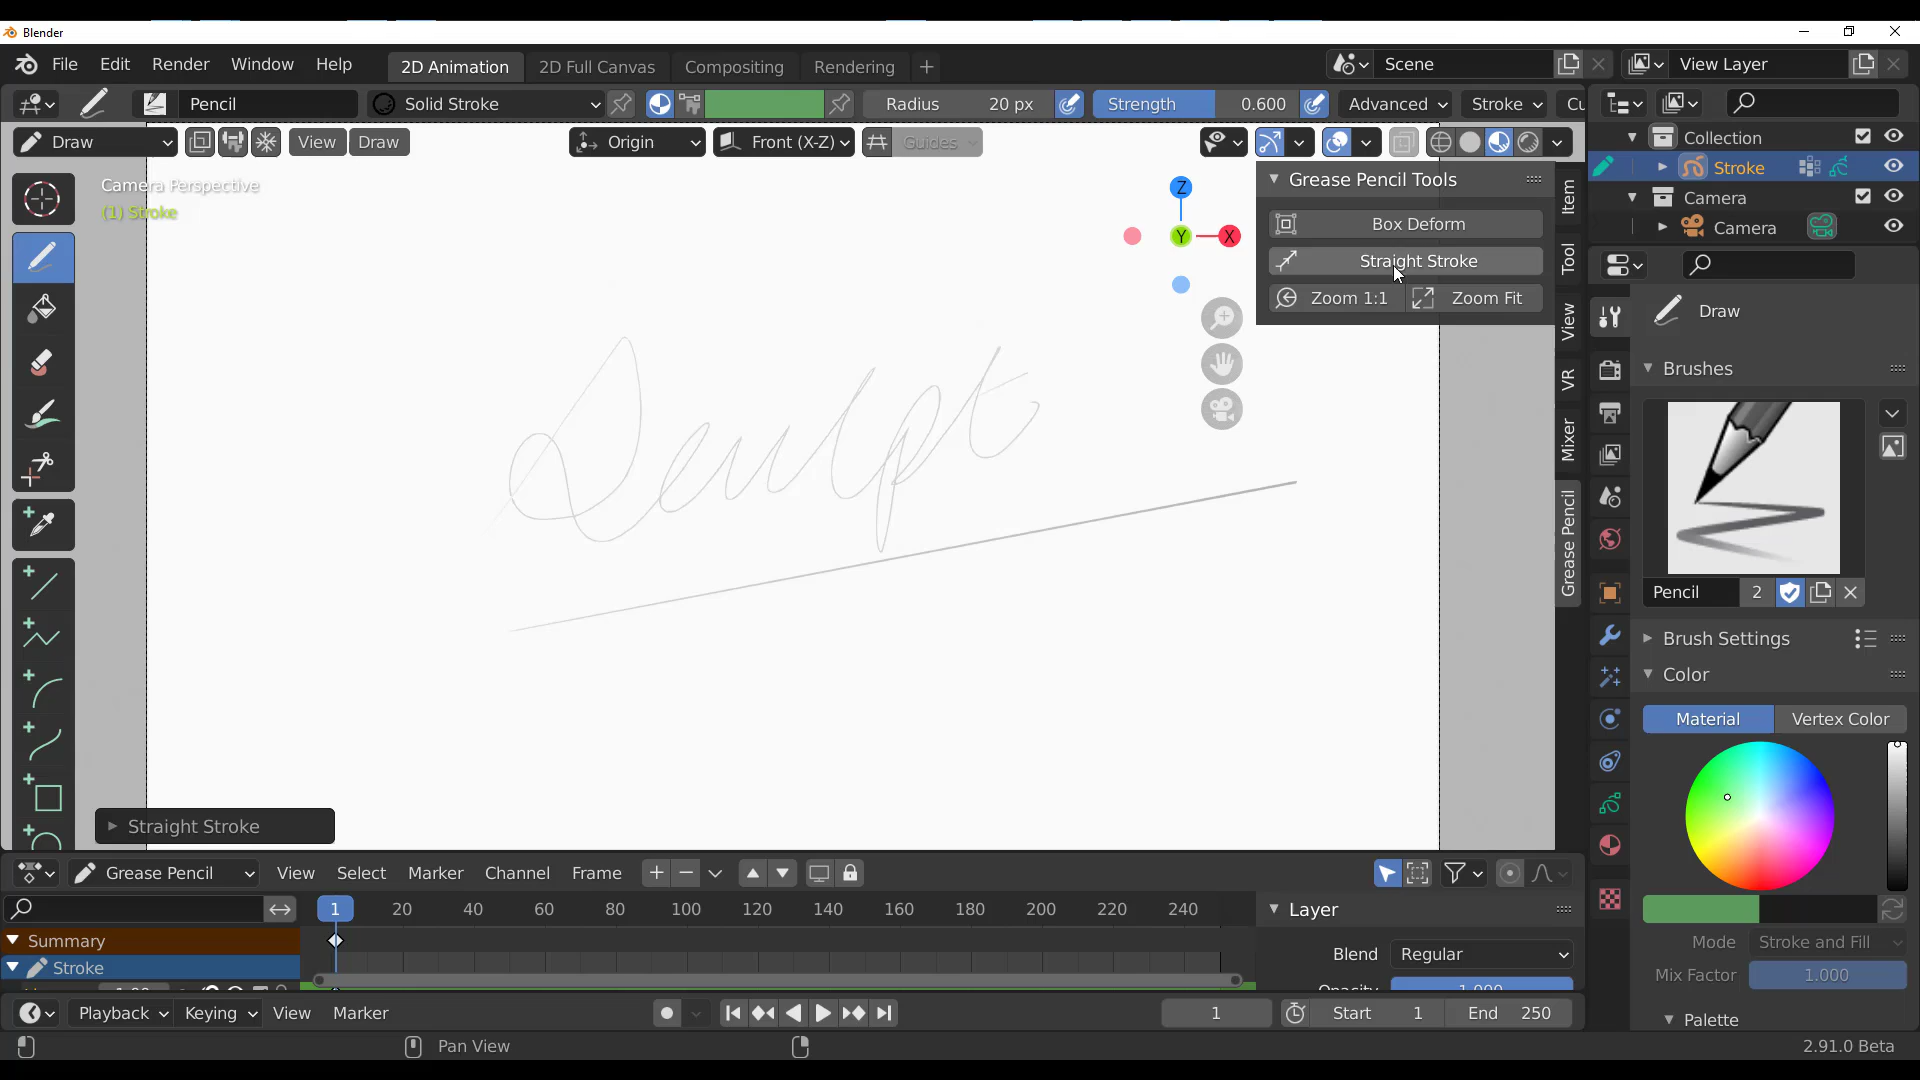 Blender
File Edit Render Window Help 2D Animation 2D Full Canvas Compositing Rendering + Scene View Layer
Pencil Solid Stroke Radius 20 px Strength 0.600 Advanced Stroke Cu
Draw View Draw Origin Front (X-Z) Guides
Collection
Stroke
Camera
Camera
Camera Perspective
(1) Stroke
Z
Y X
Grease Pencil Tools
Box Deform
Straight Stroke
Zoom 1:1 Zoom Fit
Item
Tool
View
VR
Mixer
Grease Pencil
Sculpt
Draw
Brushes
Pencil 2
Brush Settings
Color
Material Vertex Color
Mode Stroke and Fill
Mix Factor 1.000
Palette
Straight Stroke
Grease Pencil View Select Marker Channel Frame
1 20 40 60 80 100 120 140 160 180 200 220 240
Summary
Stroke
Layer
Blend Regular
Opacity 1.000
Playback Keying View Marker 1 Start 1 End 250
Pan View 2.91.0 Beta